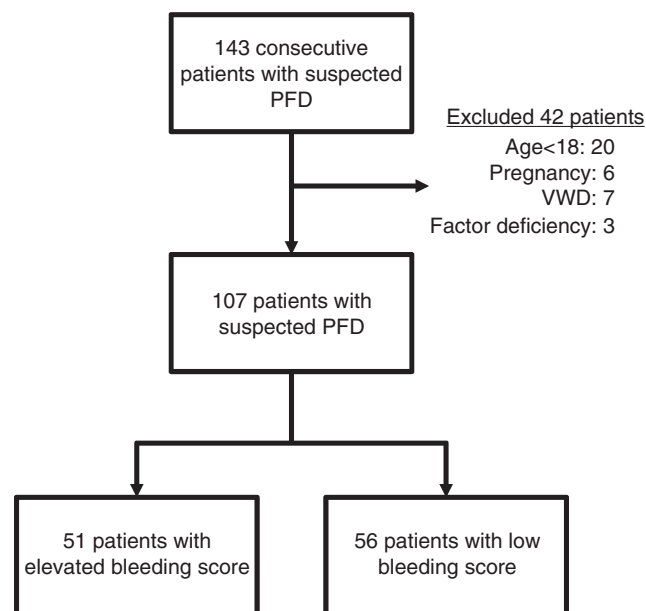 143 consecutive
patients with suspected
PFD
Excluded 42 patients
Age<18: 20
Pregnancy: 6
VWD: 7
Factor deficiency: 3
107 patients with
suspected PFD
51 patients with
elevated bleeding score
56 patients with low
bleeding score